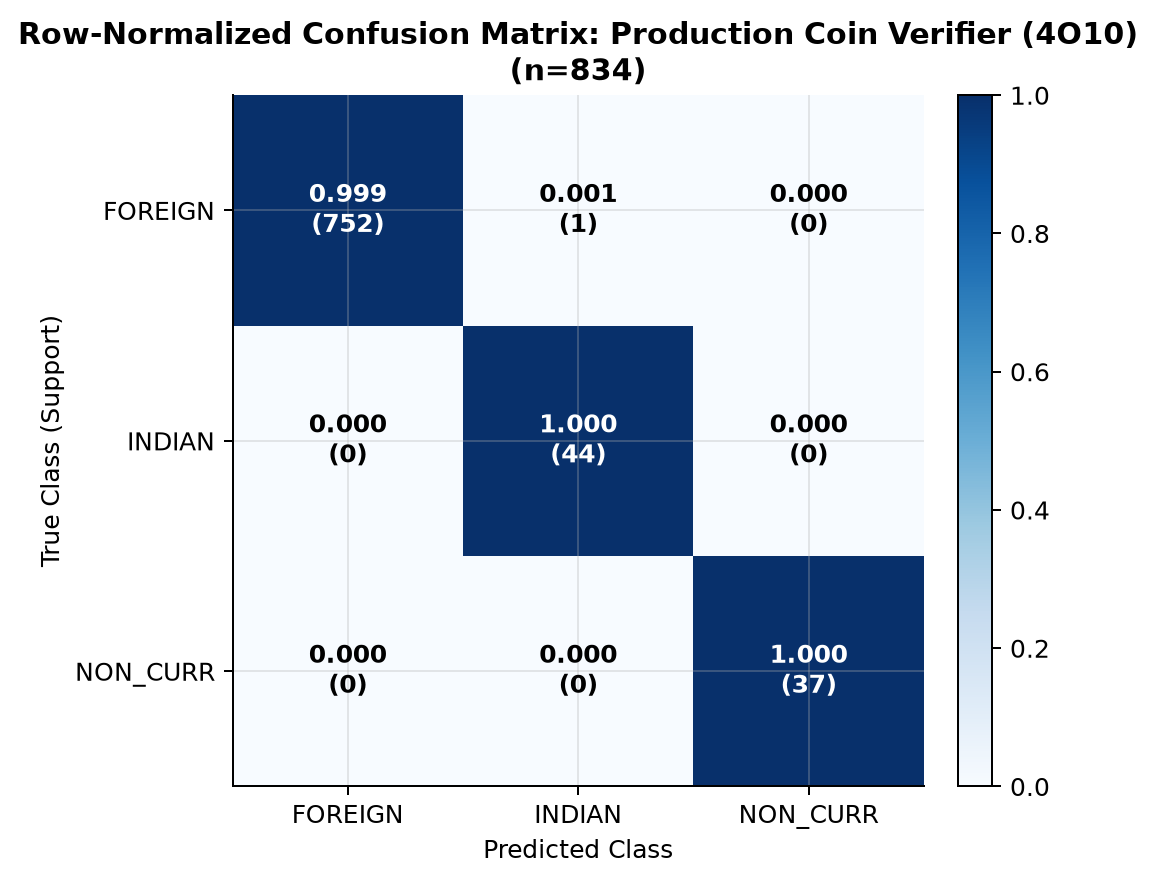 Row-Normalized Confusion Matrix: Production Coin Verifier (4O10)
(n=834)
1.0
0.999 0.001 0.000
FOREIGN
(752) (1) (0)
0.8
0.6
0.000 1.000 0.000
True Class (Support)
INDIAN
(0) (44) (0)
0.4
0.2
0.000 0.000 1.000
NON_CURR
(0) (0) (37)
0.0
FOREIGN INDIAN NON_CURR
Predicted Class